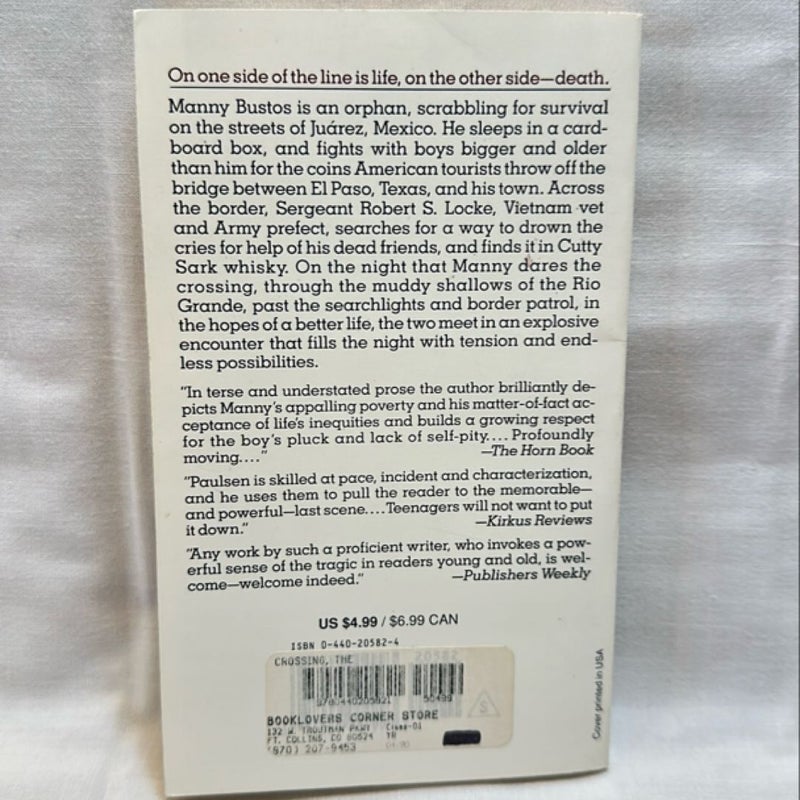 On one side of the line is life, on the other side—death.
Manny Bustos is an orphan, scrabbling for survival
on the streets of Juárez, Mexico. He sleeps in a card-
board box, and fights with boys bigger and older
than him for the coins American tourists throw off the
bridge between El Paso, Texas, and his town. Across
the border, Sergeant Robert S. Locke, Vietnam vet
and Army prefect, searches for a way to drown the
cries for help of his dead friends, and finds it in Cutty
Sark whisky. On the night that Manny dares the
crossing, through the muddy shallows of the Rio
Grande, past the searchlights and border patrol, in
the hopes of a better life, the two meet in an explosive
encounter that fills the night with tension and end-
less possibilities.
"In terse and understated prose the author brilliantly de-
picts Manny's appalling poverty and his matter-of-fact ac-
ceptance of life's inequities and builds a growing respect
for the boy's pluck and lack of self-pity.... Profoundly
moving...." —The Horn Book
"Paulsen is skilled at pace, incident and characterization,
and he uses them to pull the reader to the memorable—
and powerful—last scene....Teenagers will not want to put
it down." —Kirkus Reviews
"Any work by such a proficient writer, who invokes a pow-
erful sense of the tragic in readers young and old, is wel-
come—welcome indeed." —Publishers Weekly
US $4.99 / $6.99 CAN
ISBN 0-440-20582-4
CROSSING, THE 20582
50499
BOOKLOVERS CORNER STORE
132 W. TROUTMAN PKWY
FT. COLLINS, CO 80524 YR
(970) 207-9453
S
Cover printed in USA